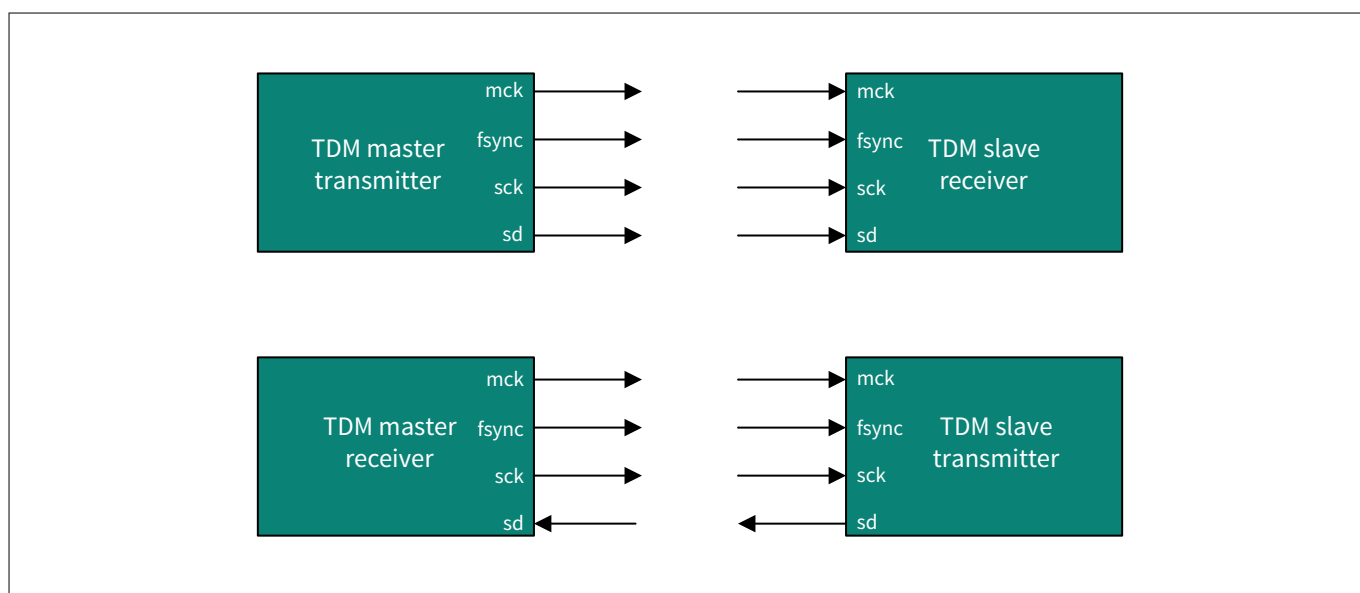 TDM master
transmitter
mck
fsync
sck
sd
mck
fsync
sck
sd
TDM slave
receiver
TDM master
receiver
mck
fsync
sck
sd
mck
fsync
sck
sd
TDM slave
transmitter